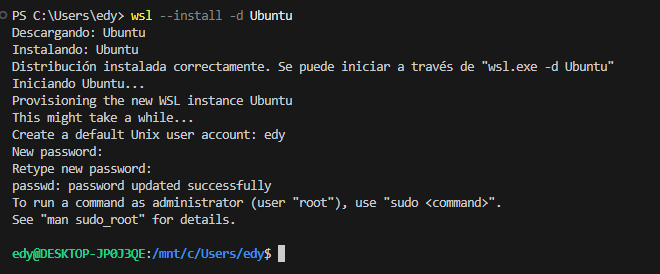 PS C:\Users\edy> wsl --install -d Ubuntu
Descargando: Ubuntu
Instalando: Ubuntu
Distribución instalada correctamente. Se puede iniciar a través de "wsl.exe -d Ubuntu"
Iniciando Ubuntu...
Provisioning the new WSL instance Ubuntu
This might take a while...
Create a default Unix user account: edy
New password:
Retype new password:
passwd: password updated successfully
To run a command as administrator (user "root"), use "sudo <command>".
See "man sudo_root" for details.
edy@DESKTOP-JP0J3QE:/mnt/c/Users/edy$